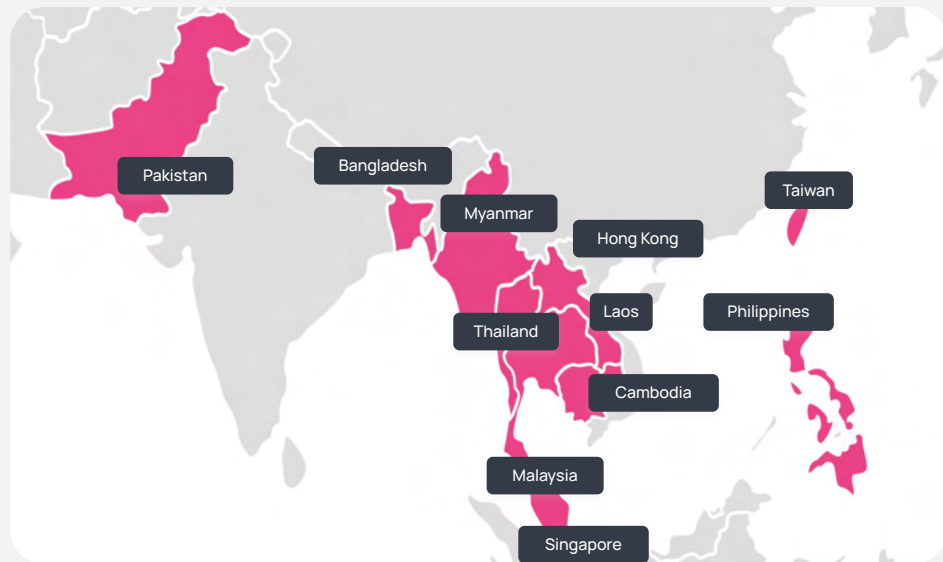 Bangladesh
Pakistan
Taiwan
Myanmar
Hong Kong
Laos
Philippines
Thailand
Cambodia
Malaysia
Singapore